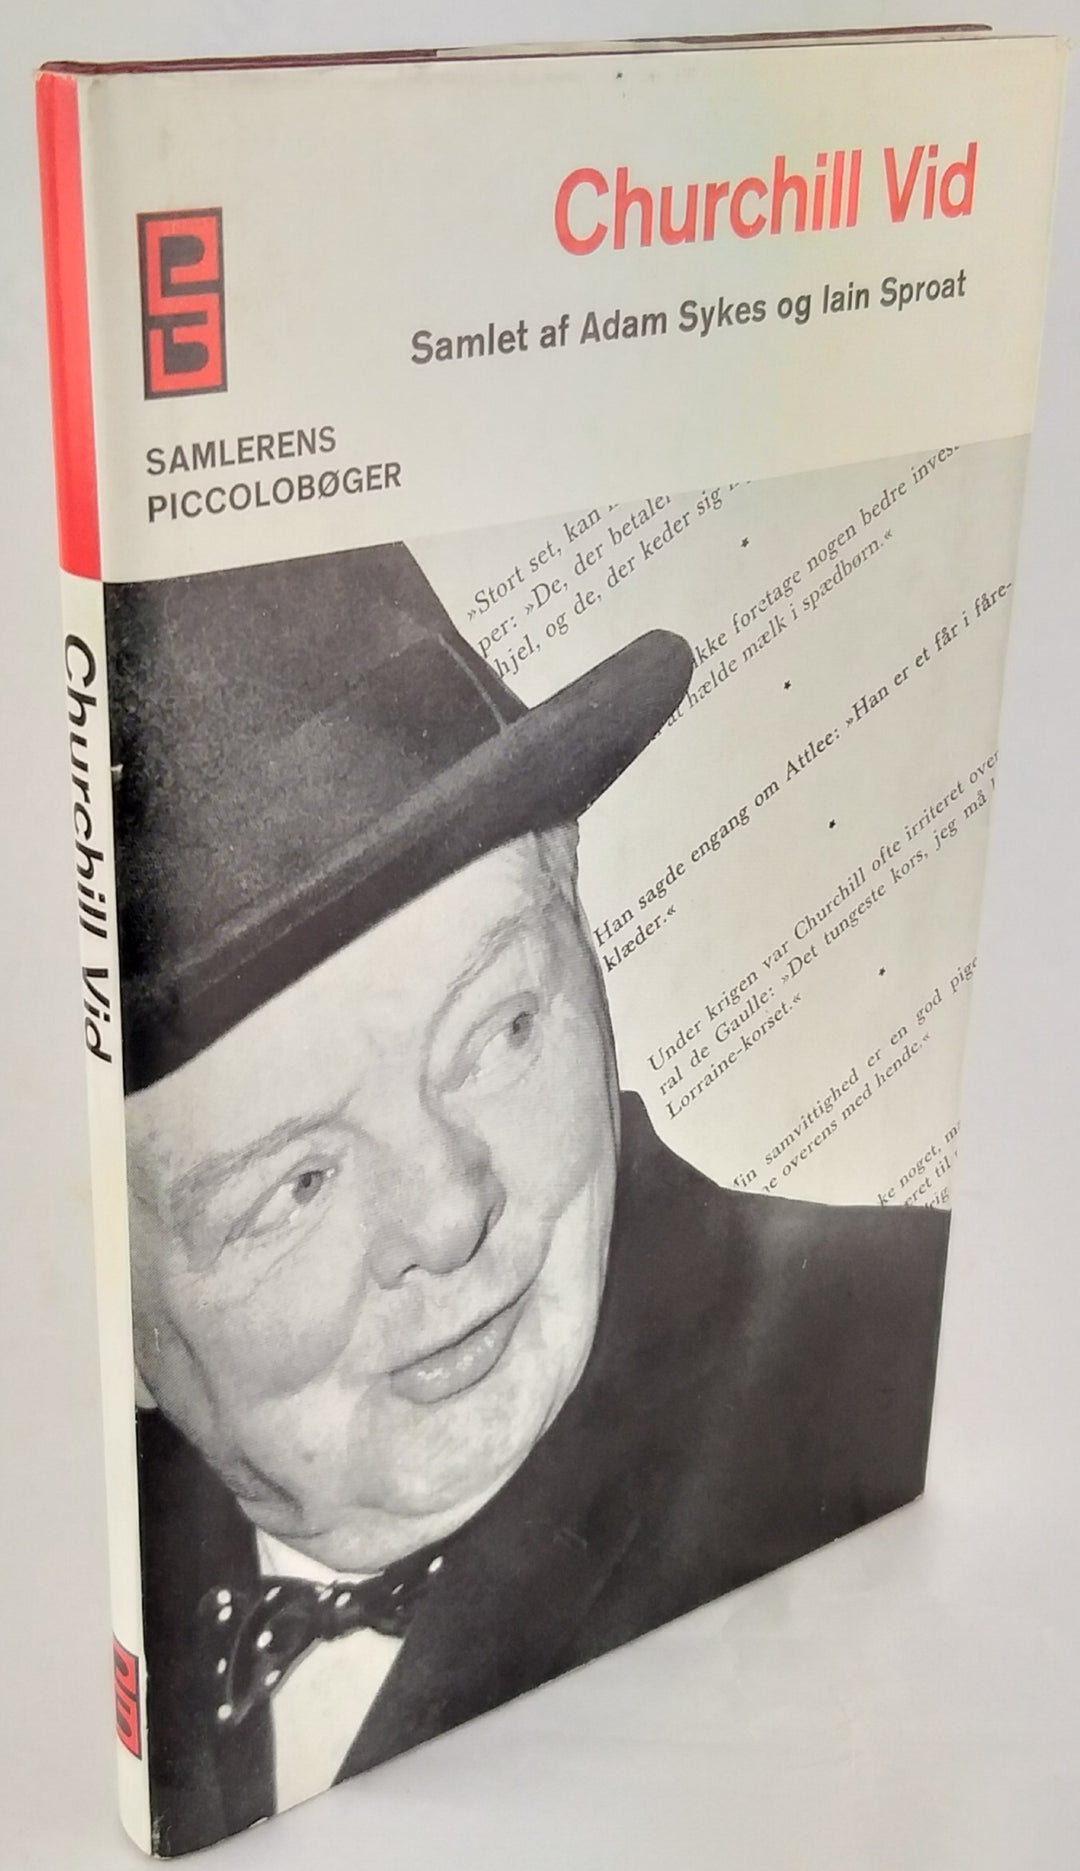 Churchill Vid
Samlet af Adam Sykes og Iain Sproat
SAMLERENS
PICCOLOBØGER
»Stort set, kan
per: »De, der betaler
hjel, og de, der keder sig
ikke foretage nogen bedre
at hælde mælk i spædbørn.«
Han sagde engang om Attlee: »Han er et får i fåre-
klæder.«
Under krigen var Churchill ofte irriteret over
ral de Gaulle: »Det tungeste kors, jeg må
Lorraine-korset.«
samvittighed er en god pige
overens med hende.«
noget,
til
Churchill Vid